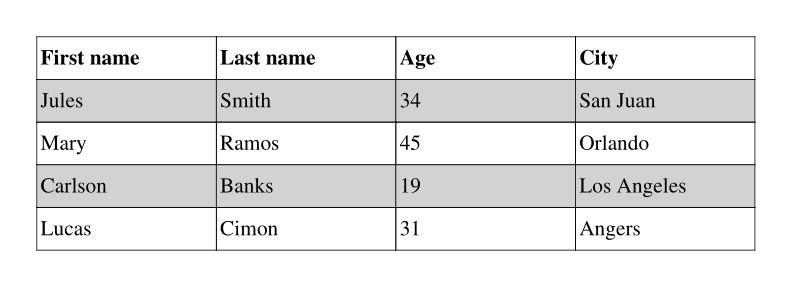 First name Last name Age City
Jules Smith 34 San Juan
Mary Ramos 45 Orlando
Carlson Banks 19 Los Angeles
Lucas Cimon 31 Angers